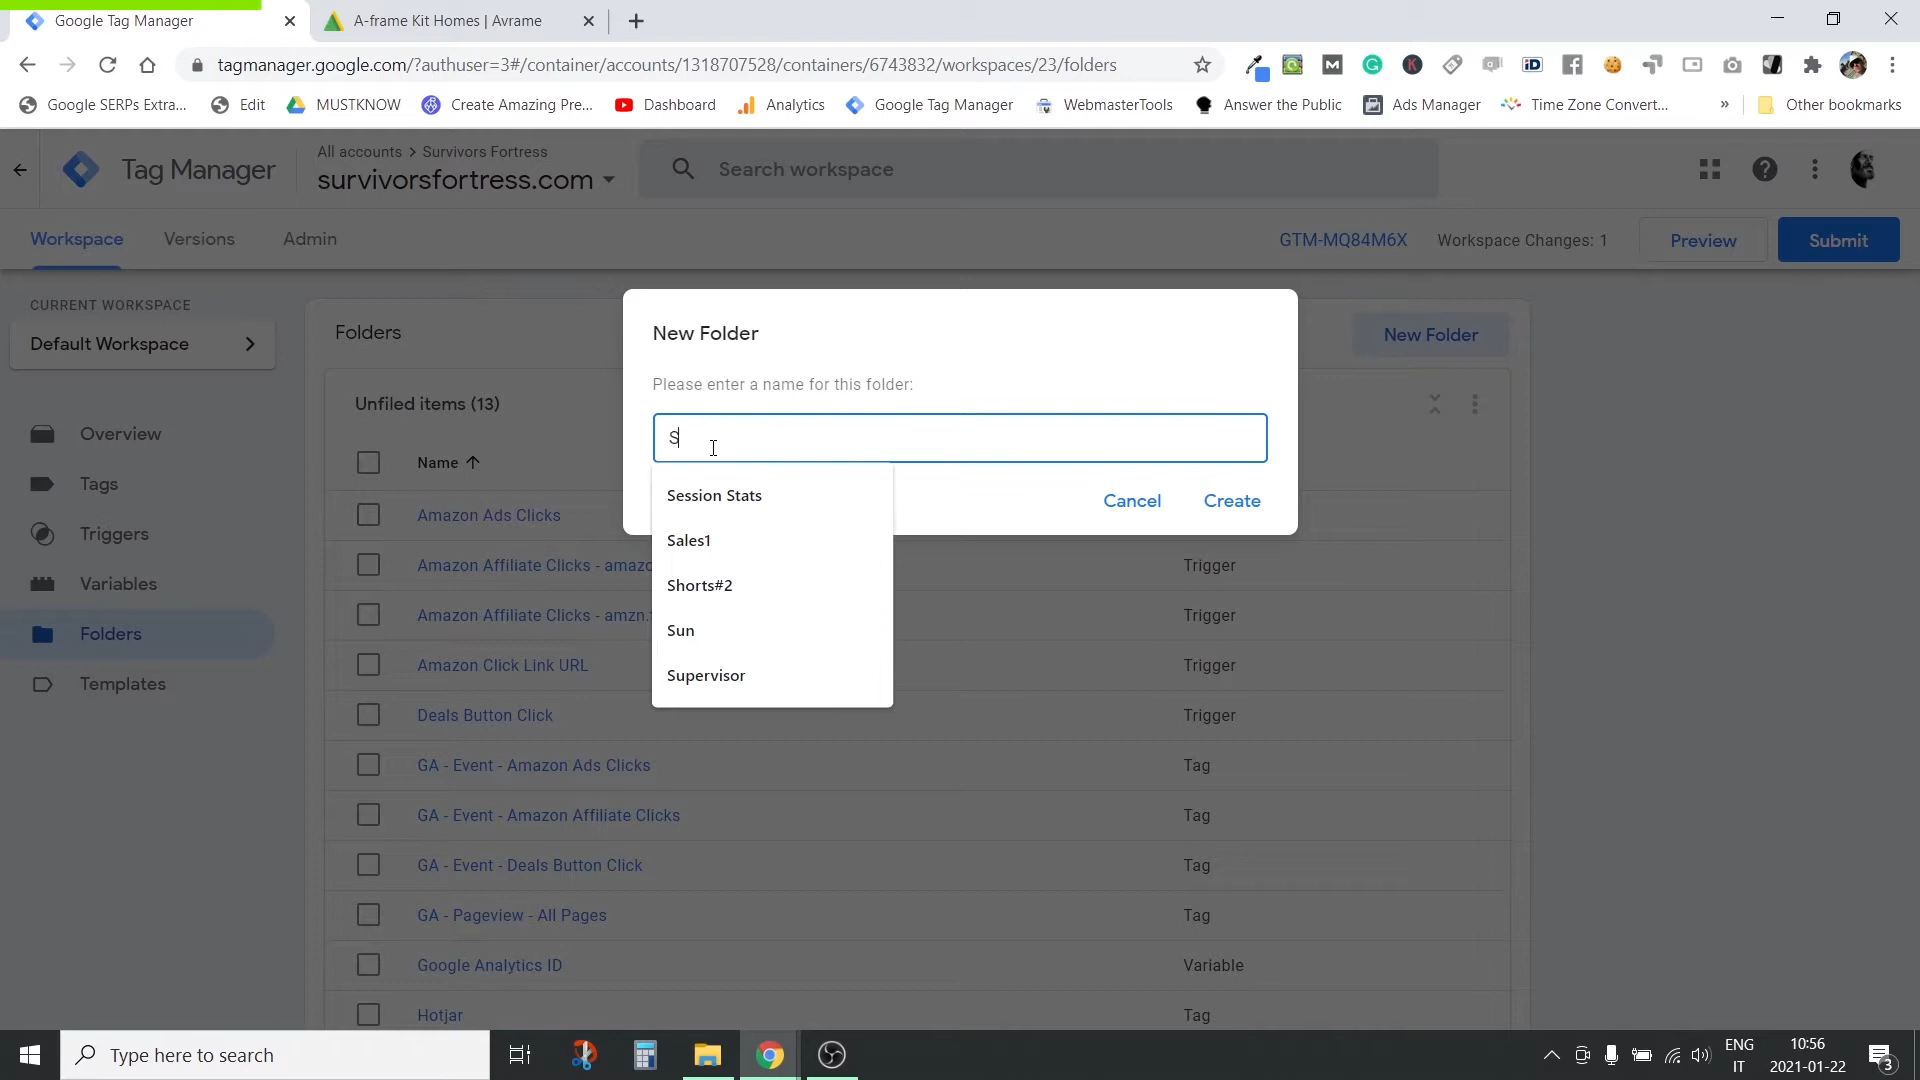 Google Tag Manager
A-frame Kit Homes | Avrame
tagmanager.google.com/?authuser=3#/container/accounts/1318707528/containers/6743832/workspaces/23/folders
Google SERPs Extra...
Edit
MUSTKNOW
Create Amazing Pre...
Dashboard
Analytics
Google Tag Manager
WebmasterTools
Answer the Public
Ads Manager
Time Zone Convert...
»
Other bookmarks
Tag Manager
All accounts > Survivors Fortress
survivorsfortress.com
Search workspace
Workspace
Versions
Admin
GTM-MQ84M6X
Workspace Changes: 1
Preview
Submit
CURRENT WORKSPACE
Default Workspace
Overview
Tags
Triggers
Variables
Folders
Templates
Folders
New Folder
Unfiled items (13)
Name
Amazon Ads Clicks
Amazon Affiliate Clicks - amazo
Trigger
Amazon Affiliate Clicks - amzn.
Trigger
Amazon Click Link URL
Trigger
Deals Button Click
Trigger
GA - Event - Amazon Ads Clicks
Tag
GA - Event - Amazon Affiliate Clicks
Tag
GA - Event - Deals Button Click
Tag
GA - Pageview - All Pages
Tag
Google Analytics ID
Variable
Hotjar
Tag
New Folder
Please enter a name for this folder:
S
Session Stats
Sales1
Shorts#2
Sun
Supervisor
Cancel
Create
Type here to search
ENG
IT
10:56
2021-01-22
3